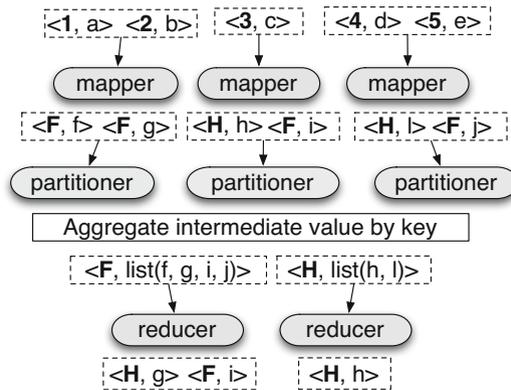 <1, a> <2, b> <3, c> <4, d> <5, e>
mapper mapper mapper
<F, f> <F, g> <H, h> <F, i> <H, l> <F, j>
partitioner partitioner partitioner
Aggregate intermediate value by key
<F, list(f, g, i, j)> <H, list(h, l)>
reducer reducer
<H, g> <F, i> <H, h>